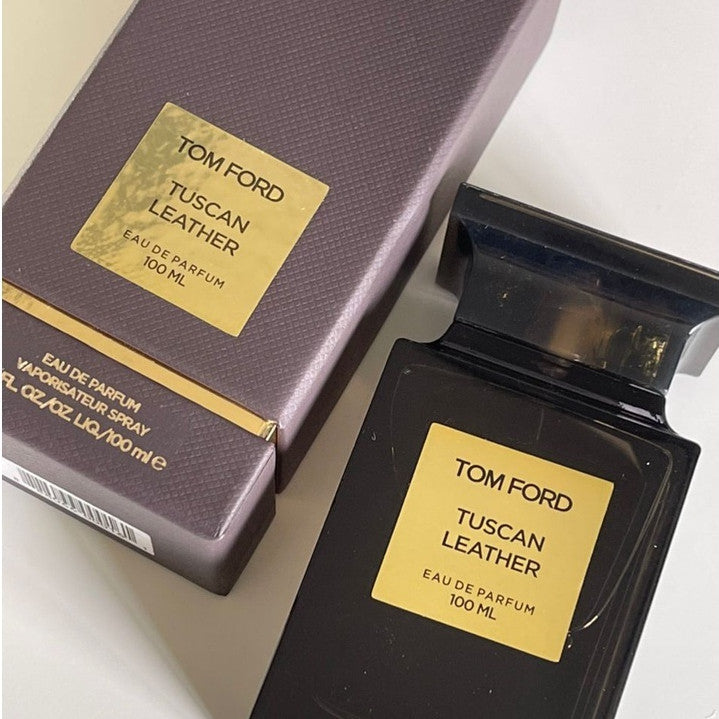 TOM FORD
TUSCAN
LEATHER
EAU DE PARFUM
100 ML
EAU DE PARFUM
VAPORISATEUR SPRAY
FL OZ/OZ LIQ/100 ml e
TOM FORD
TUSCAN
LEATHER
EAU DE PARFUM
100 ML